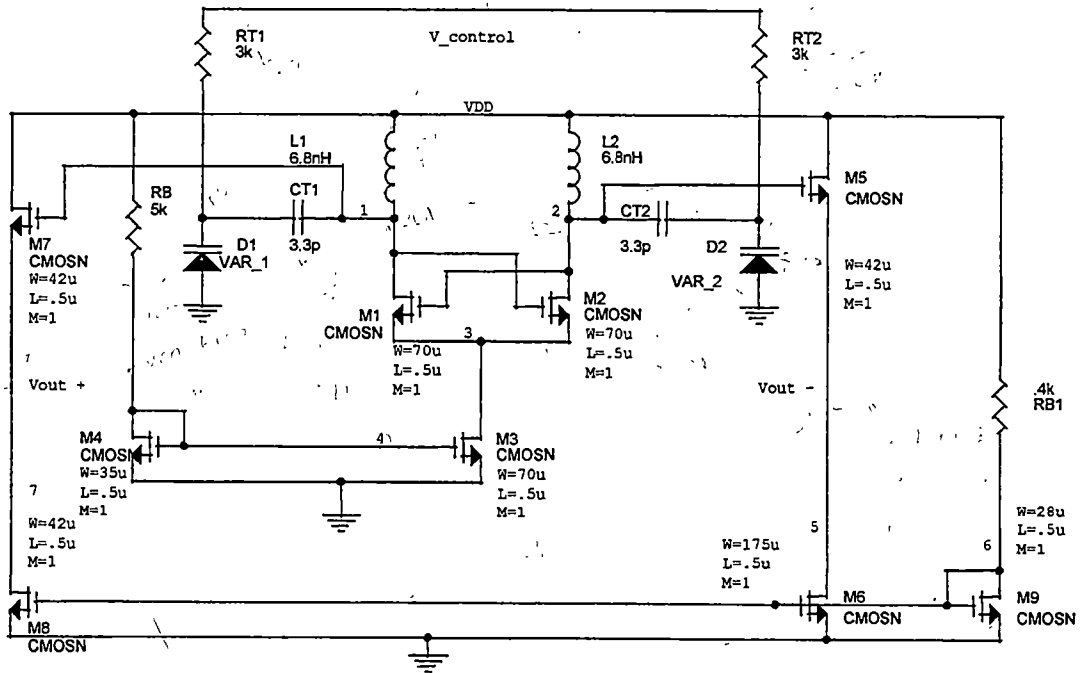 RT1
3k
V_control
RT2
3k
VDD
L1
6.8nH
L2
6.8nH
M5
CMOSN
RB
5k
CT1
1
2
CT2
3.3p
3.3p
M7
CMOSN
W=42u
L=.5u
M=1
D1
VAR_1
D2
VAR_2
W=42u
L=.5u
M=1
M1
CMOSN
M2
CMOSN
W=70u
L=.5u
M=1
3
W=70u
L=.5u
M=1
Vout +
Vout -
.4k
RB1
M4
CMOSN
W=35u
L=.5u
M=1
4
M3
CMOSN
W=70u
L=.5u
M=1
7
W=42u
L=.5u
M=1
5
W=28u
L=.5u
M=1
6
W=175u
L=.5u
M=1
M8
CMOSN
M6
CMOSN
M9
CMOSN